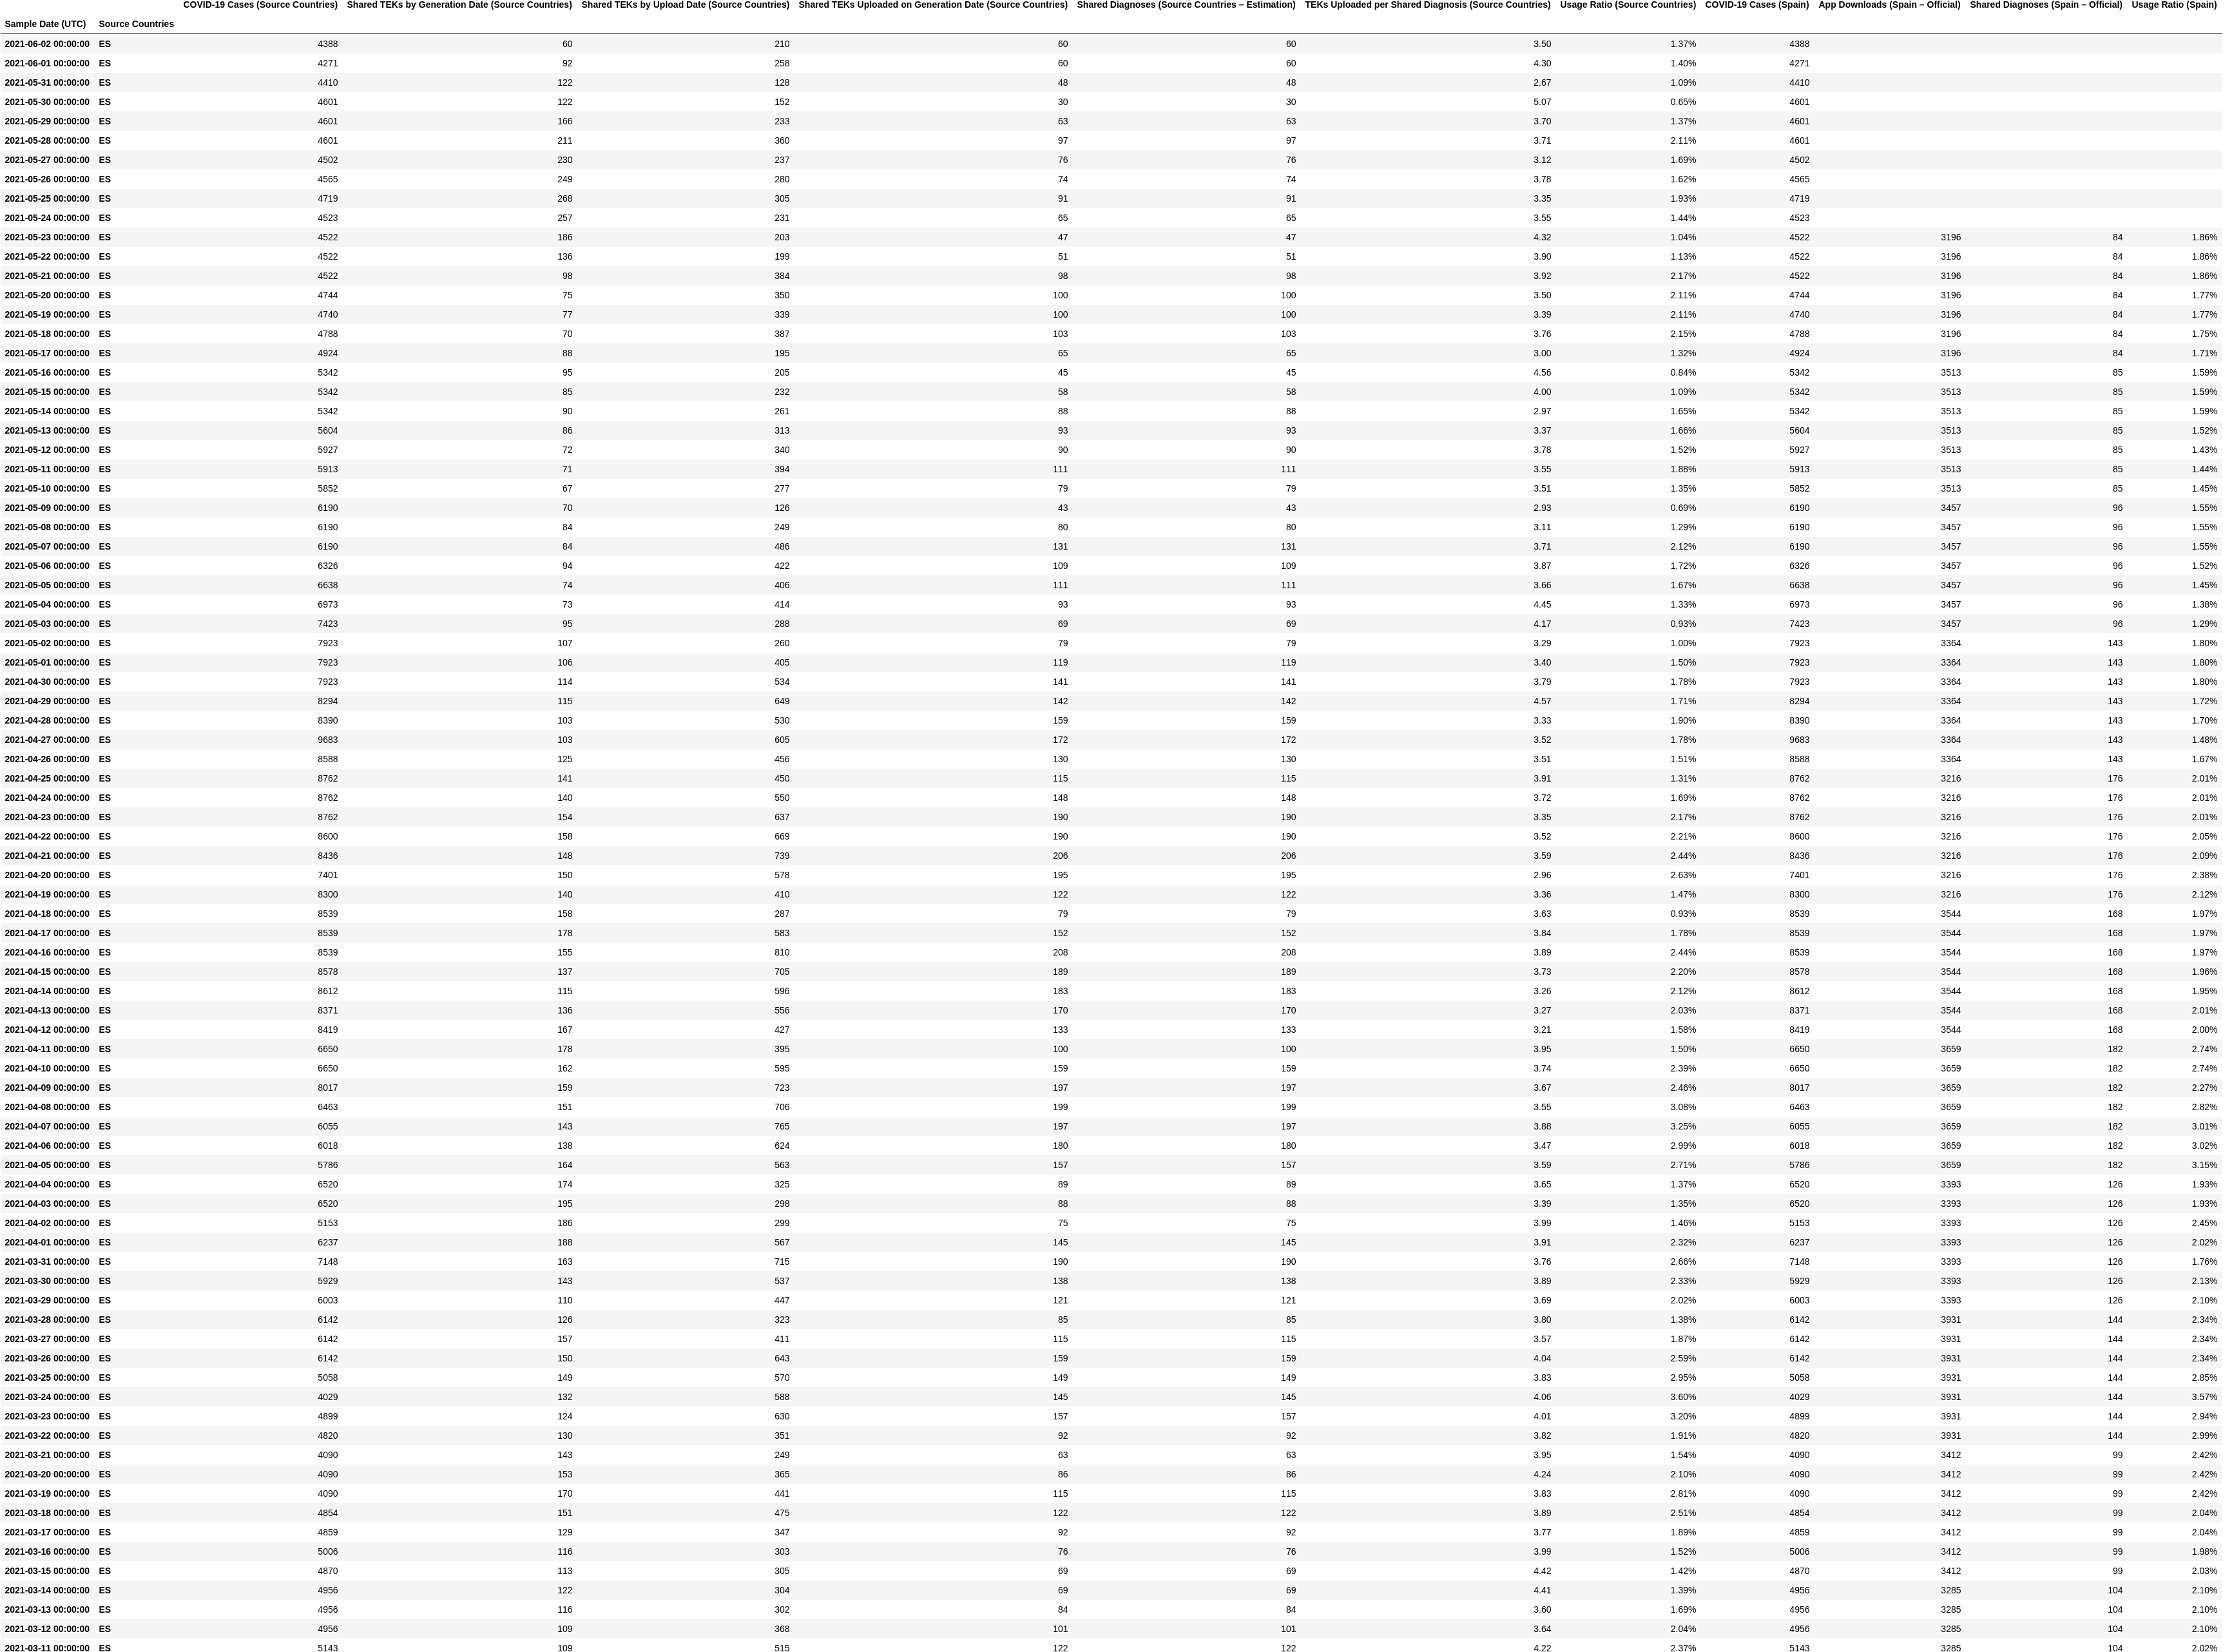 COVID-19 Cases (Source Countries) Shared TEKs by Generation Date (Source Countries) Shared TEKs by Upload Date (Source Countries) Shared TEKs Uploaded on Generation Date (Source Countries) Shared Diagnoses (Source Countries – Estimation) TEKs Uploaded per Shared Diagnosis (Source Countries) Usage Ratio (Source Countries) COVID-19 Cases (Spain) App Downloads (Spain – Official) Shared Diagnoses (Spain – Official) Usage Ratio (Spain)
Sample Date (UTC) Source Countries
2021-06-02 00:00:00 ES 4388 60 210 60 60 3.50 1.37% 4388
2021-06-01 00:00:00 ES 4271 92 258 60 60 4.30 1.40% 4271
2021-05-31 00:00:00 ES 4410 122 128 48 48 2.67 1.09% 4410
2021-05-30 00:00:00 ES 4601 122 152 30 30 5.07 0.65% 4601
2021-05-29 00:00:00 ES 4601 166 233 63 63 3.70 1.37% 4601
2021-05-28 00:00:00 ES 4601 211 360 97 97 3.71 2.11% 4601
2021-05-27 00:00:00 ES 4502 230 237 76 76 3.12 1.69% 4502
2021-05-26 00:00:00 ES 4565 249 280 74 74 3.78 1.62% 4565
2021-05-25 00:00:00 ES 4719 268 305 91 91 3.35 1.93% 4719
2021-05-24 00:00:00 ES 4523 257 231 65 65 3.55 1.44% 4523
2021-05-23 00:00:00 ES 4522 186 203 47 47 4.32 1.04% 4522 3196 84 1.86%
2021-05-22 00:00:00 ES 4522 136 199 51 51 3.90 1.13% 4522 3196 84 1.86%
2021-05-21 00:00:00 ES 4522 98 384 98 98 3.92 2.17% 4522 3196 84 1.86%
2021-05-20 00:00:00 ES 4744 75 350 100 100 3.50 2.11% 4744 3196 84 1.77%
2021-05-19 00:00:00 ES 4740 77 339 100 100 3.39 2.11% 4740 3196 84 1.77%
2021-05-18 00:00:00 ES 4788 70 387 103 103 3.76 2.15% 4788 3196 84 1.75%
2021-05-17 00:00:00 ES 4924 88 195 65 65 3.00 1.32% 4924 3196 84 1.71%
2021-05-16 00:00:00 ES 5342 95 205 45 45 4.56 0.84% 5342 3513 85 1.59%
2021-05-15 00:00:00 ES 5342 85 232 58 58 4.00 1.09% 5342 3513 85 1.59%
2021-05-14 00:00:00 ES 5342 90 261 88 88 2.97 1.65% 5342 3513 85 1.59%
2021-05-13 00:00:00 ES 5604 86 313 93 93 3.37 1.66% 5604 3513 85 1.52%
2021-05-12 00:00:00 ES 5927 72 340 90 90 3.78 1.52% 5927 3513 85 1.43%
2021-05-11 00:00:00 ES 5913 71 394 111 111 3.55 1.88% 5913 3513 85 1.44%
2021-05-10 00:00:00 ES 5852 67 277 79 79 3.51 1.35% 5852 3513 85 1.45%
2021-05-09 00:00:00 ES 6190 70 126 43 43 2.93 0.69% 6190 3457 96 1.55%
2021-05-08 00:00:00 ES 6190 84 249 80 80 3.11 1.29% 6190 3457 96 1.55%
2021-05-07 00:00:00 ES 6190 84 486 131 131 3.71 2.12% 6190 3457 96 1.55%
2021-05-06 00:00:00 ES 6326 94 422 109 109 3.87 1.72% 6326 3457 96 1.52%
2021-05-05 00:00:00 ES 6638 74 406 111 111 3.66 1.67% 6638 3457 96 1.45%
2021-05-04 00:00:00 ES 6973 73 414 93 93 4.45 1.33% 6973 3457 96 1.38%
2021-05-03 00:00:00 ES 7423 95 288 69 69 4.17 0.93% 7423 3457 96 1.29%
2021-05-02 00:00:00 ES 7923 107 260 79 79 3.29 1.00% 7923 3364 143 1.80%
2021-05-01 00:00:00 ES 7923 106 405 119 119 3.40 1.50% 7923 3364 143 1.80%
2021-04-30 00:00:00 ES 7923 114 534 141 141 3.79 1.78% 7923 3364 143 1.80%
2021-04-29 00:00:00 ES 8294 115 649 142 142 4.57 1.71% 8294 3364 143 1.72%
2021-04-28 00:00:00 ES 8390 103 530 159 159 3.33 1.90% 8390 3364 143 1.70%
2021-04-27 00:00:00 ES 9683 103 605 172 172 3.52 1.78% 9683 3364 143 1.48%
2021-04-26 00:00:00 ES 8588 125 456 130 130 3.51 1.51% 8588 3364 143 1.67%
2021-04-25 00:00:00 ES 8762 141 450 115 115 3.91 1.31% 8762 3216 176 2.01%
2021-04-24 00:00:00 ES 8762 140 550 148 148 3.72 1.69% 8762 3216 176 2.01%
2021-04-23 00:00:00 ES 8762 154 637 190 190 3.35 2.17% 8762 3216 176 2.01%
2021-04-22 00:00:00 ES 8600 158 669 190 190 3.52 2.21% 8600 3216 176 2.05%
2021-04-21 00:00:00 ES 8436 148 739 206 206 3.59 2.44% 8436 3216 176 2.09%
2021-04-20 00:00:00 ES 7401 150 578 195 195 2.96 2.63% 7401 3216 176 2.38%
2021-04-19 00:00:00 ES 8300 140 410 122 122 3.36 1.47% 8300 3216 176 2.12%
2021-04-18 00:00:00 ES 8539 158 287 79 79 3.63 0.93% 8539 3544 168 1.97%
2021-04-17 00:00:00 ES 8539 178 583 152 152 3.84 1.78% 8539 3544 168 1.97%
2021-04-16 00:00:00 ES 8539 155 810 208 208 3.89 2.44% 8539 3544 168 1.97%
2021-04-15 00:00:00 ES 8578 137 705 189 189 3.73 2.20% 8578 3544 168 1.96%
2021-04-14 00:00:00 ES 8612 115 596 183 183 3.26 2.12% 8612 3544 168 1.95%
2021-04-13 00:00:00 ES 8371 136 556 170 170 3.27 2.03% 8371 3544 168 2.01%
2021-04-12 00:00:00 ES 8419 167 427 133 133 3.21 1.58% 8419 3544 168 2.00%
2021-04-11 00:00:00 ES 6650 178 395 100 100 3.95 1.50% 6650 3659 182 2.74%
2021-04-10 00:00:00 ES 6650 162 595 159 159 3.74 2.39% 6650 3659 182 2.74%
2021-04-09 00:00:00 ES 8017 159 723 197 197 3.67 2.46% 8017 3659 182 2.27%
2021-04-08 00:00:00 ES 6463 151 706 199 199 3.55 3.08% 6463 3659 182 2.82%
2021-04-07 00:00:00 ES 6055 143 765 197 197 3.88 3.25% 6055 3659 182 3.01%
2021-04-06 00:00:00 ES 6018 138 624 180 180 3.47 2.99% 6018 3659 182 3.02%
2021-04-05 00:00:00 ES 5786 164 563 157 157 3.59 2.71% 5786 3659 182 3.15%
2021-04-04 00:00:00 ES 6520 174 325 89 89 3.65 1.37% 6520 3393 126 1.93%
2021-04-03 00:00:00 ES 6520 195 298 88 88 3.39 1.35% 6520 3393 126 1.93%
2021-04-02 00:00:00 ES 5153 186 299 75 75 3.99 1.46% 5153 3393 126 2.45%
2021-04-01 00:00:00 ES 6237 188 567 145 145 3.91 2.32% 6237 3393 126 2.02%
2021-03-31 00:00:00 ES 7148 163 715 190 190 3.76 2.66% 7148 3393 126 1.76%
2021-03-30 00:00:00 ES 5929 143 537 138 138 3.89 2.33% 5929 3393 126 2.13%
2021-03-29 00:00:00 ES 6003 110 447 121 121 3.69 2.02% 6003 3393 126 2.10%
2021-03-28 00:00:00 ES 6142 126 323 85 85 3.80 1.38% 6142 3931 144 2.34%
2021-03-27 00:00:00 ES 6142 157 411 115 115 3.57 1.87% 6142 3931 144 2.34%
2021-03-26 00:00:00 ES 6142 150 643 159 159 4.04 2.59% 6142 3931 144 2.34%
2021-03-25 00:00:00 ES 5058 149 570 149 149 3.83 2.95% 5058 3931 144 2.85%
2021-03-24 00:00:00 ES 4029 132 588 145 145 4.06 3.60% 4029 3931 144 3.57%
2021-03-23 00:00:00 ES 4899 124 630 157 157 4.01 3.20% 4899 3931 144 2.94%
2021-03-22 00:00:00 ES 4820 130 351 92 92 3.82 1.91% 4820 3931 144 2.99%
2021-03-21 00:00:00 ES 4090 143 249 63 63 3.95 1.54% 4090 3412 99 2.42%
2021-03-20 00:00:00 ES 4090 153 365 86 86 4.24 2.10% 4090 3412 99 2.42%
2021-03-19 00:00:00 ES 4090 170 441 115 115 3.83 2.81% 4090 3412 99 2.42%
2021-03-18 00:00:00 ES 4854 151 475 122 122 3.89 2.51% 4854 3412 99 2.04%
2021-03-17 00:00:00 ES 4859 129 347 92 92 3.77 1.89% 4859 3412 99 2.04%
2021-03-16 00:00:00 ES 5006 116 303 76 76 3.99 1.52% 5006 3412 99 1.98%
2021-03-15 00:00:00 ES 4870 113 305 69 69 4.42 1.42% 4870 3412 99 2.03%
2021-03-14 00:00:00 ES 4956 122 304 69 69 4.41 1.39% 4956 3285 104 2.10%
2021-03-13 00:00:00 ES 4956 116 302 84 84 3.60 1.69% 4956 3285 104 2.10%
2021-03-12 00:00:00 ES 4956 109 368 101 101 3.64 2.04% 4956 3285 104 2.10%
2021-03-11 00:00:00 ES 5143 109 515 122 122 4.22 2.37% 5143 3285 104 2.02%